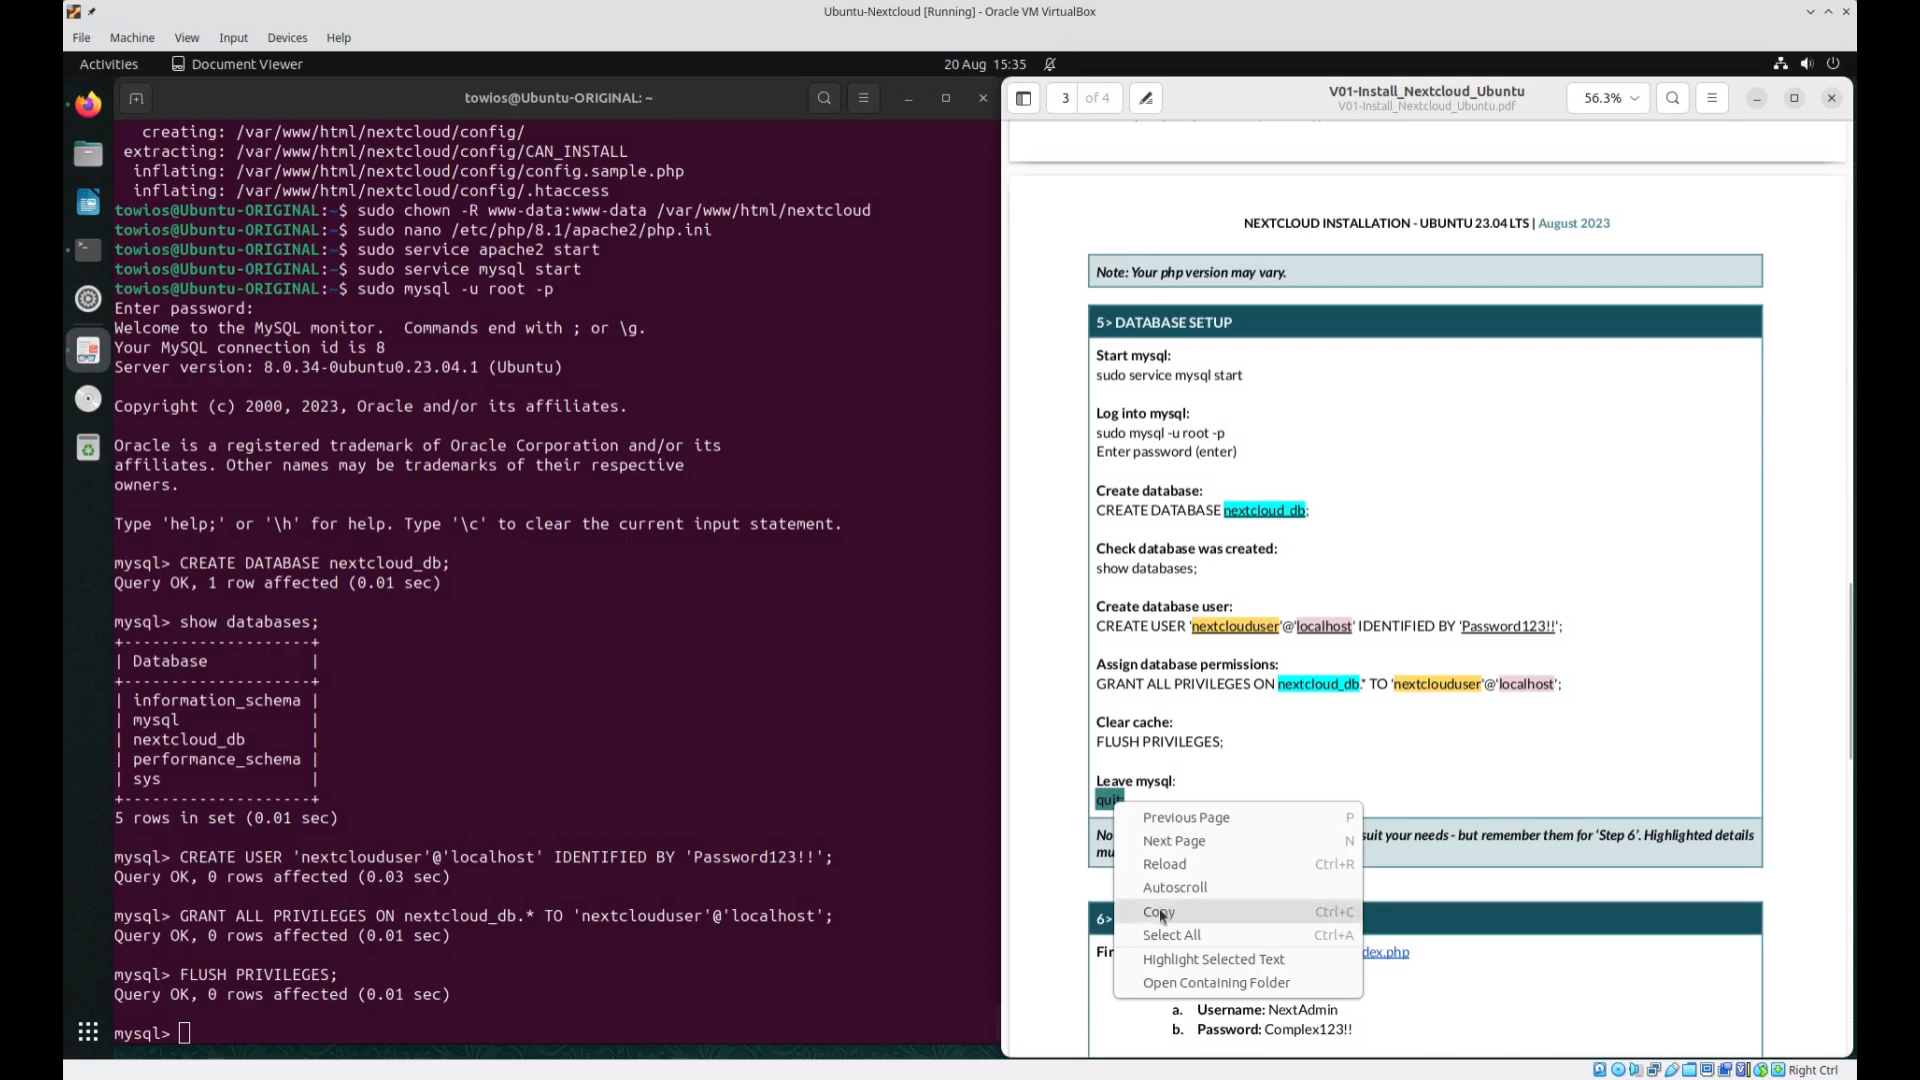 Ubuntu-Nextcloud [Running] - Oracle VM VirtualBox
File Machine View Input Devices Help
Activities Document Viewer 20 Aug 15:35
towios@Ubuntu-ORIGINAL: ~
creating: /var/www/html/nextcloud/config/
extracting: /var/www/html/nextcloud/config/CAN_INSTALL
inflating: /var/www/html/nextcloud/config/config.sample.php
inflating: /var/www/html/nextcloud/config/.htaccess
towios@Ubuntu-ORIGINAL:~$ sudo chown -R www-data:www-data /var/www/html/nextcloud
towios@Ubuntu-ORIGINAL:~$ sudo nano /etc/php/8.1/apache2/php.ini
towios@Ubuntu-ORIGINAL:~$ sudo service apache2 start
towios@Ubuntu-ORIGINAL:~$ sudo service mysql start
towios@Ubuntu-ORIGINAL:~$ sudo mysql -u root -p
Enter password:
Welcome to the MySQL monitor.  Commands end with ; or \g.
Your MySQL connection id is 8
Server version: 8.0.34-0ubuntu0.23.04.1 (Ubuntu)
Copyright (c) 2000, 2023, Oracle and/or its affiliates.
Oracle is a registered trademark of Oracle Corporation and/or its
affiliates. Other names may be trademarks of their respective
owners.
Type 'help;' or '\h' for help. Type '\c' to clear the current input statement.
mysql> CREATE DATABASE nextcloud_db;
Query OK, 1 row affected (0.01 sec)
mysql> show databases;
+--------------------+
| Database           |
+--------------------+
| information_schema |
| mysql              |
| nextcloud_db       |
| performance_schema |
| sys                |
+--------------------+
5 rows in set (0.01 sec)
mysql> CREATE USER 'nextclouduser'@'localhost' IDENTIFIED BY 'Password123!!';
Query OK, 0 rows affected (0.03 sec)
mysql> GRANT ALL PRIVILEGES ON nextcloud_db.* TO 'nextclouduser'@'localhost';
Query OK, 0 rows affected (0.01 sec)
mysql> FLUSH PRIVILEGES;
Query OK, 0 rows affected (0.01 sec)
mysql>
3 of 4
V01-Install_Nextcloud_Ubuntu
V01-Install_Nextcloud_Ubuntu.pdf
56.3%
NEXTCLOUD INSTALLATION - UBUNTU 23.04 LTS | August 2023
Note: Your php version may vary.
5> DATABASE SETUP
Start mysql:
sudo service mysql start
Log into mysql:
sudo mysql -u root -p
Enter password (enter)
Create database:
CREATE DATABASE nextcloud_db;
Check database was created:
show databases;
Create database user:
CREATE USER 'nextclouduser'@'localhost' IDENTIFIED BY 'Password123!!';
Assign database permissions:
GRANT ALL PRIVILEGES ON nextcloud_db.* TO 'nextclouduser'@'localhost';
Clear cache:
FLUSH PRIVILEGES;
Leave mysql:
quit
suit your needs - but remember them for 'Step 6'. Highlighted details
Previous Page P
Next Page N
Reload Ctrl+R
Autoscroll
Copy Ctrl+C
Select All Ctrl+A
Highlight Selected Text
Open Containing Folder
6>
dex.php
a. Username: NextAdmin
b. Password: Complex123!!
Right Ctrl